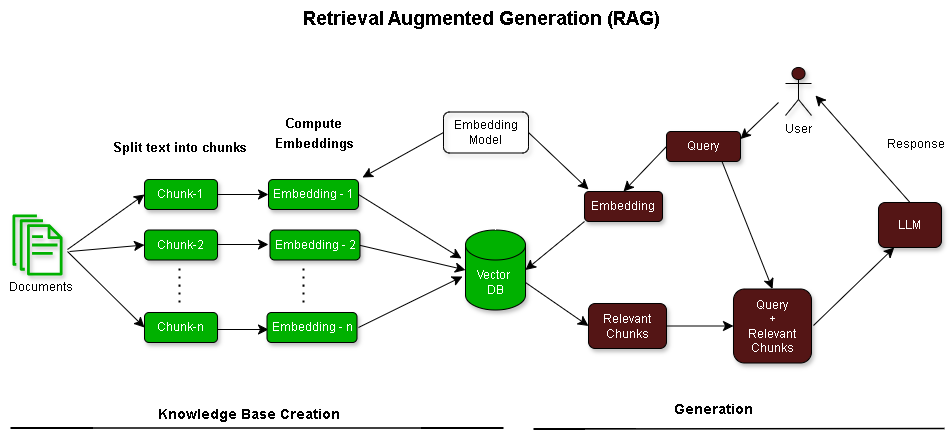 Retrieval Augmented Generation (RAG)
Split text into chunks
Compute
Embeddings
Embedding
Model
Query
User
Response
Chunk-1
Embedding - 1
Embedding
LLM
Documents
Chunk-2
Embedding - 2
Vector
DB
Chunk-n
Embedding - n
Relevant
Chunks
Query
+
Relevant
Chunks
Knowledge Base Creation
Generation